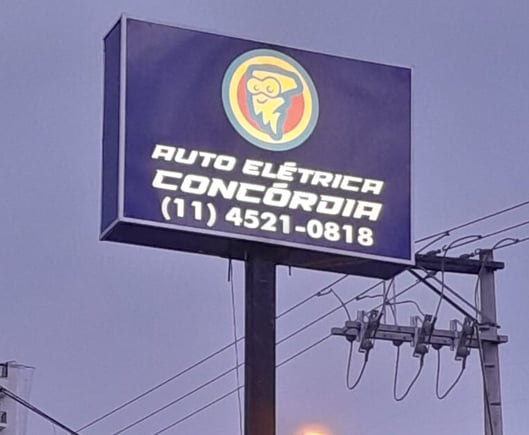 AUTO ELÉTRICA
CONCÓRDIA
(11) 4521-0818